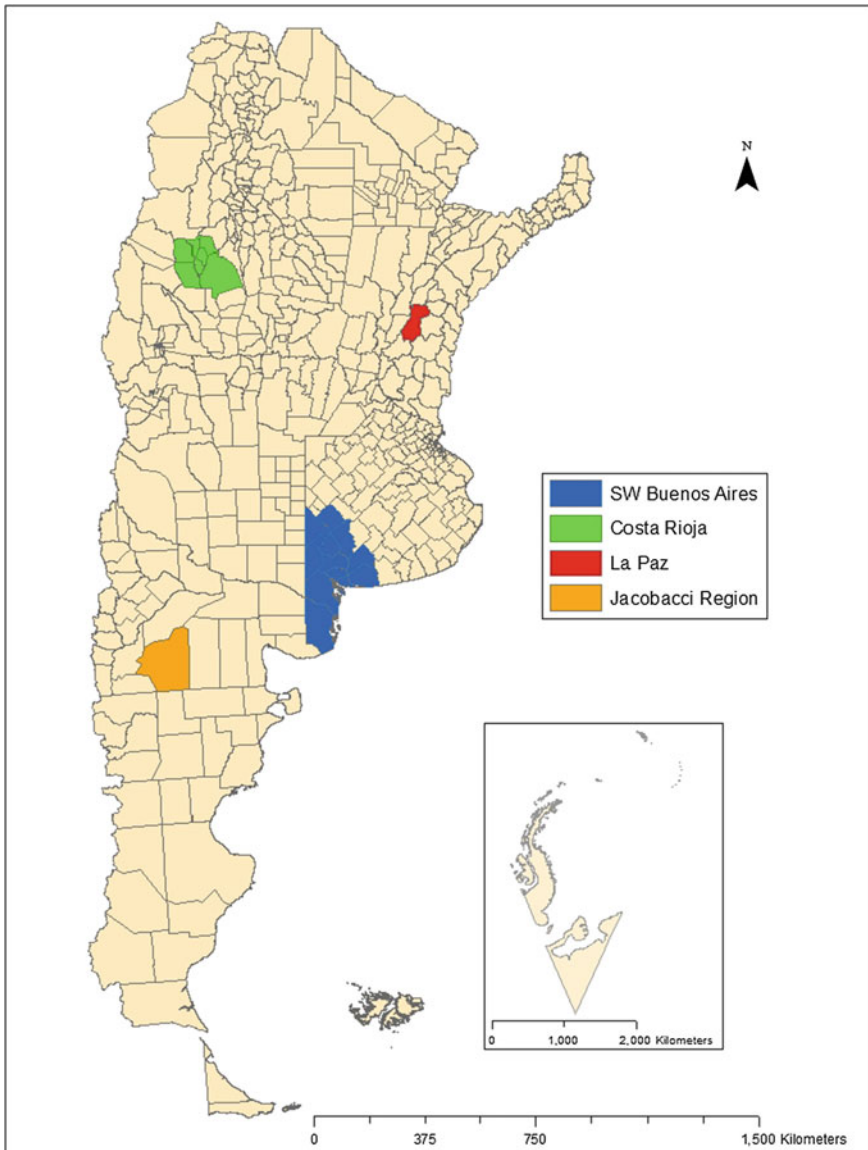 N
SW Buenos Aires
Costa Rioja
La Paz
Jacobacci Region
0 1,000 2,000 Kilometers
0 375 750 1,500 Kilometers